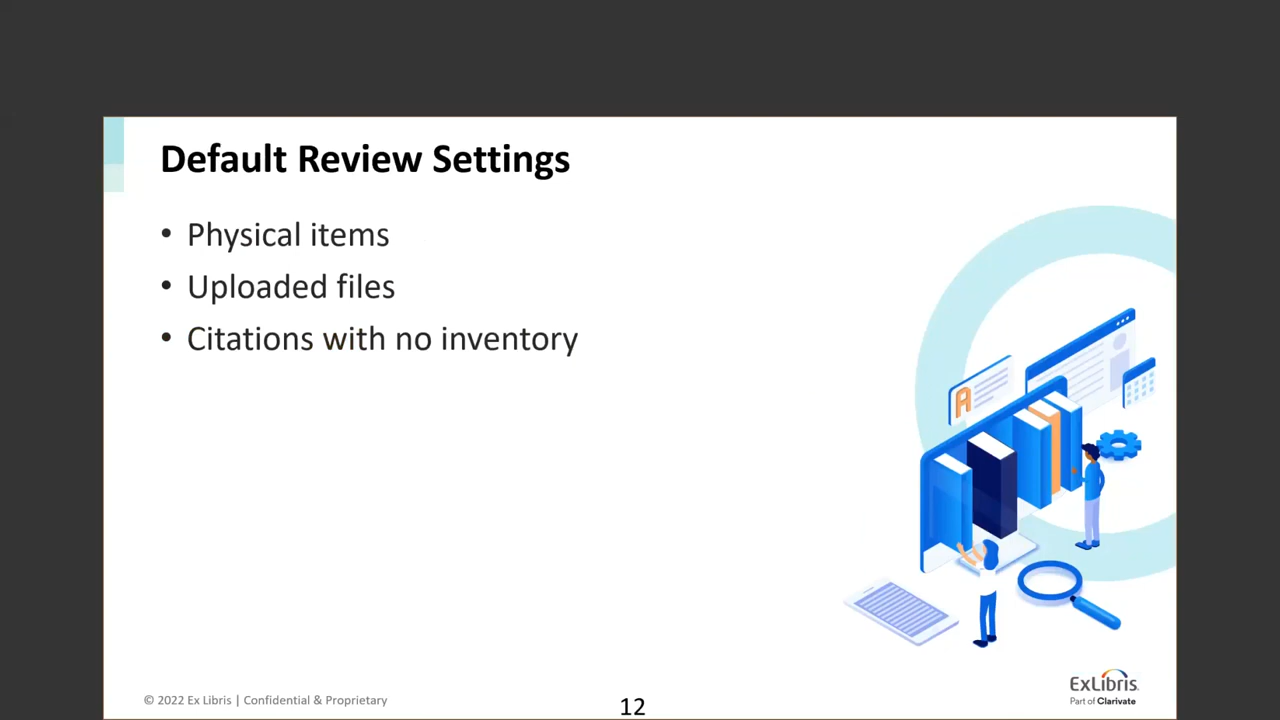 Default Review Settings
• Physical items
• Uploaded files
• Citations with no inventory
A
© 2022 Ex Libris | Confidential & Proprietary
12
ExLibris
Part of Clarivate